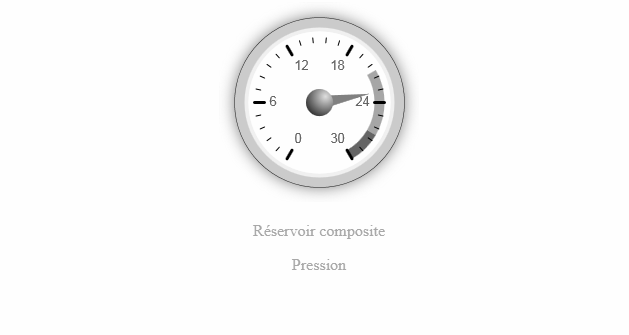 12 18
6 24
0 30
Réservoir composite
Pression